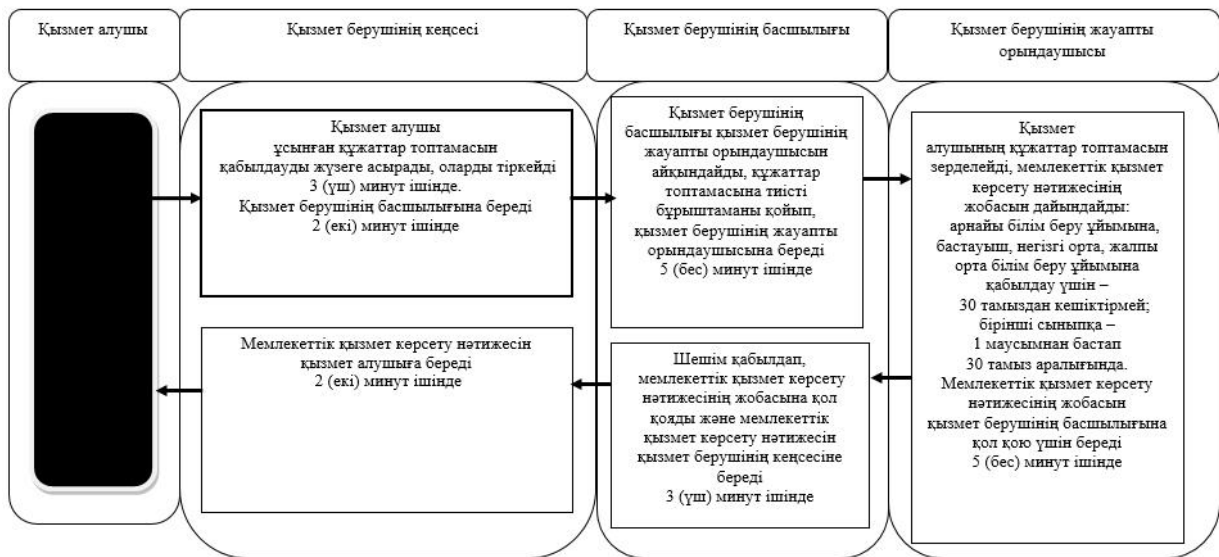 Қызмет алушы
Қызмет берушінің кеңсесі
Қызмет берушінің басшылығы
Қызмет берушінің жауапты
орындаушысы
Қызмет алушы
ұсынған құжаттар топтамасын
қабылдауды жүзеге асырады, оларды тіркейді
3 (үш) минут ішінде.
Қызмет берушінің басшылығына береді
2 (екі) минут ішінде
Қызмет берушінің
басшылығы қызмет берушінің
жауапты орындаушысын
айқындайды, құжаттар
топтамасына тиісті
бұрыштаманы қойып,
қызмет берушінің жауапты
орындаушысына береді
5 (бес) минут ішінде
Қызмет
алушының құжаттар топтамасын
зерделейді, мемлекеттік қызмет
көрсету нәтижесінің
жобасын дайындайды:
арнайы білім беру ұйымына,
бастауыш, негізгі орта, жалпы
орта білім беру ұйымына
қабылдау үшін –
30 тамыздан кешіктірмей;
бірінші сыныпқа –
1 маусымнан бастап
30 тамыз аралығында.
Мемлекеттік қызмет көрсету
нәтижесінің жобасын
қызмет берушінің басшылығына
қол қою үшін береді
5 (бес) минут ішінде
Шешім қабылдап,
мемлекеттік қызмет көрсету
нәтижесінің жобасына қол
қояды және мемлекеттік
қызмет көрсету нәтижесін
қызмет берушінің кеңсесіне
береді
3 (үш) минут ішінде
Мемлекеттік қызмет көрсету нәтижесін
қызмет алушыға береді
2 (екі) минут ішінде